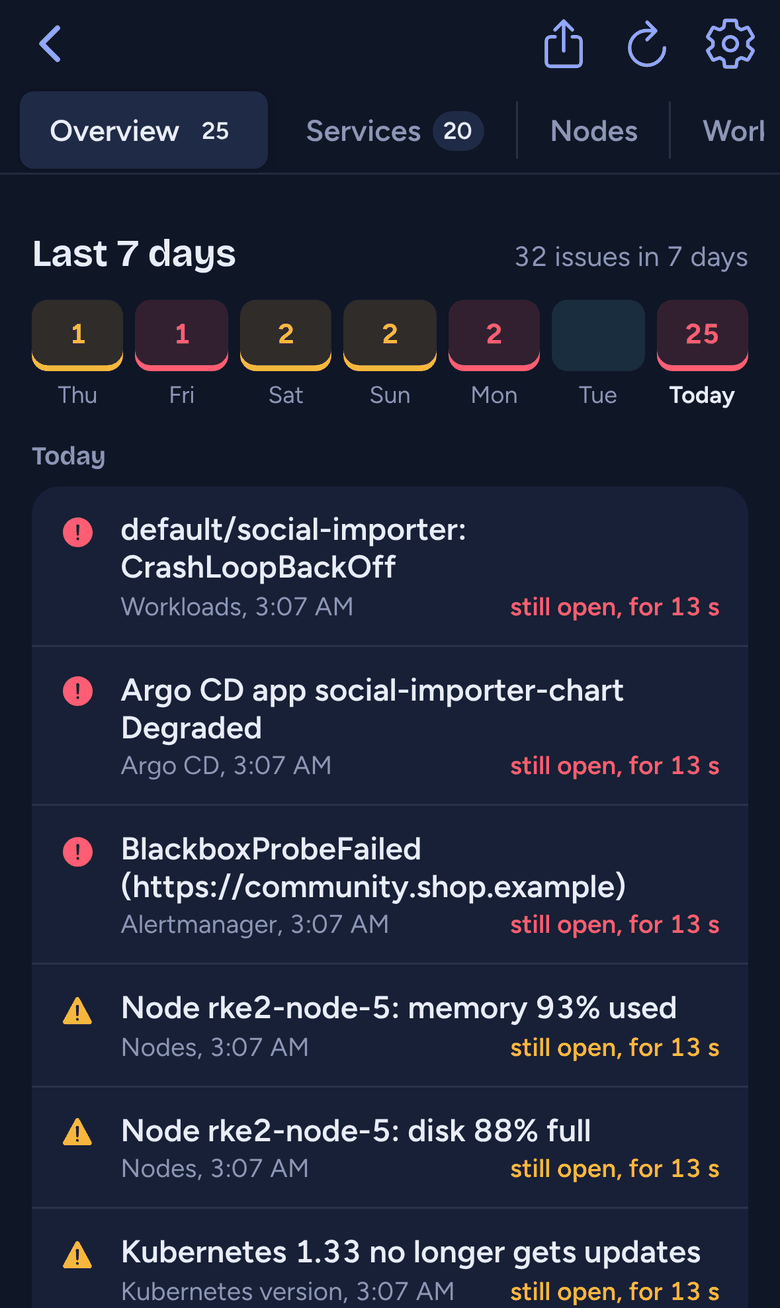 Overview 25 Services 20 Nodes Work
Last 7 days 32 issues in 7 days
1 1 2 2 2 25
Thu Fri Sat Sun Mon Tue Today
Today
default/social-importer:
CrashLoopBackOff
Workloads, 3:07 AM still open, for 13 s
Argo CD app social-importer-chart
Degraded
Argo CD, 3:07 AM still open, for 13 s
BlackboxProbeFailed
(https://community.shop.example)
Alertmanager, 3:07 AM still open, for 13 s
Node rke2-node-5: memory 93% used
Nodes, 3:07 AM still open, for 13 s
Node rke2-node-5: disk 88% full
Nodes, 3:07 AM still open, for 13 s
Kubernetes 1.33 no longer gets updates
Kubernetes version, 3:07 AM still open, for 13 s